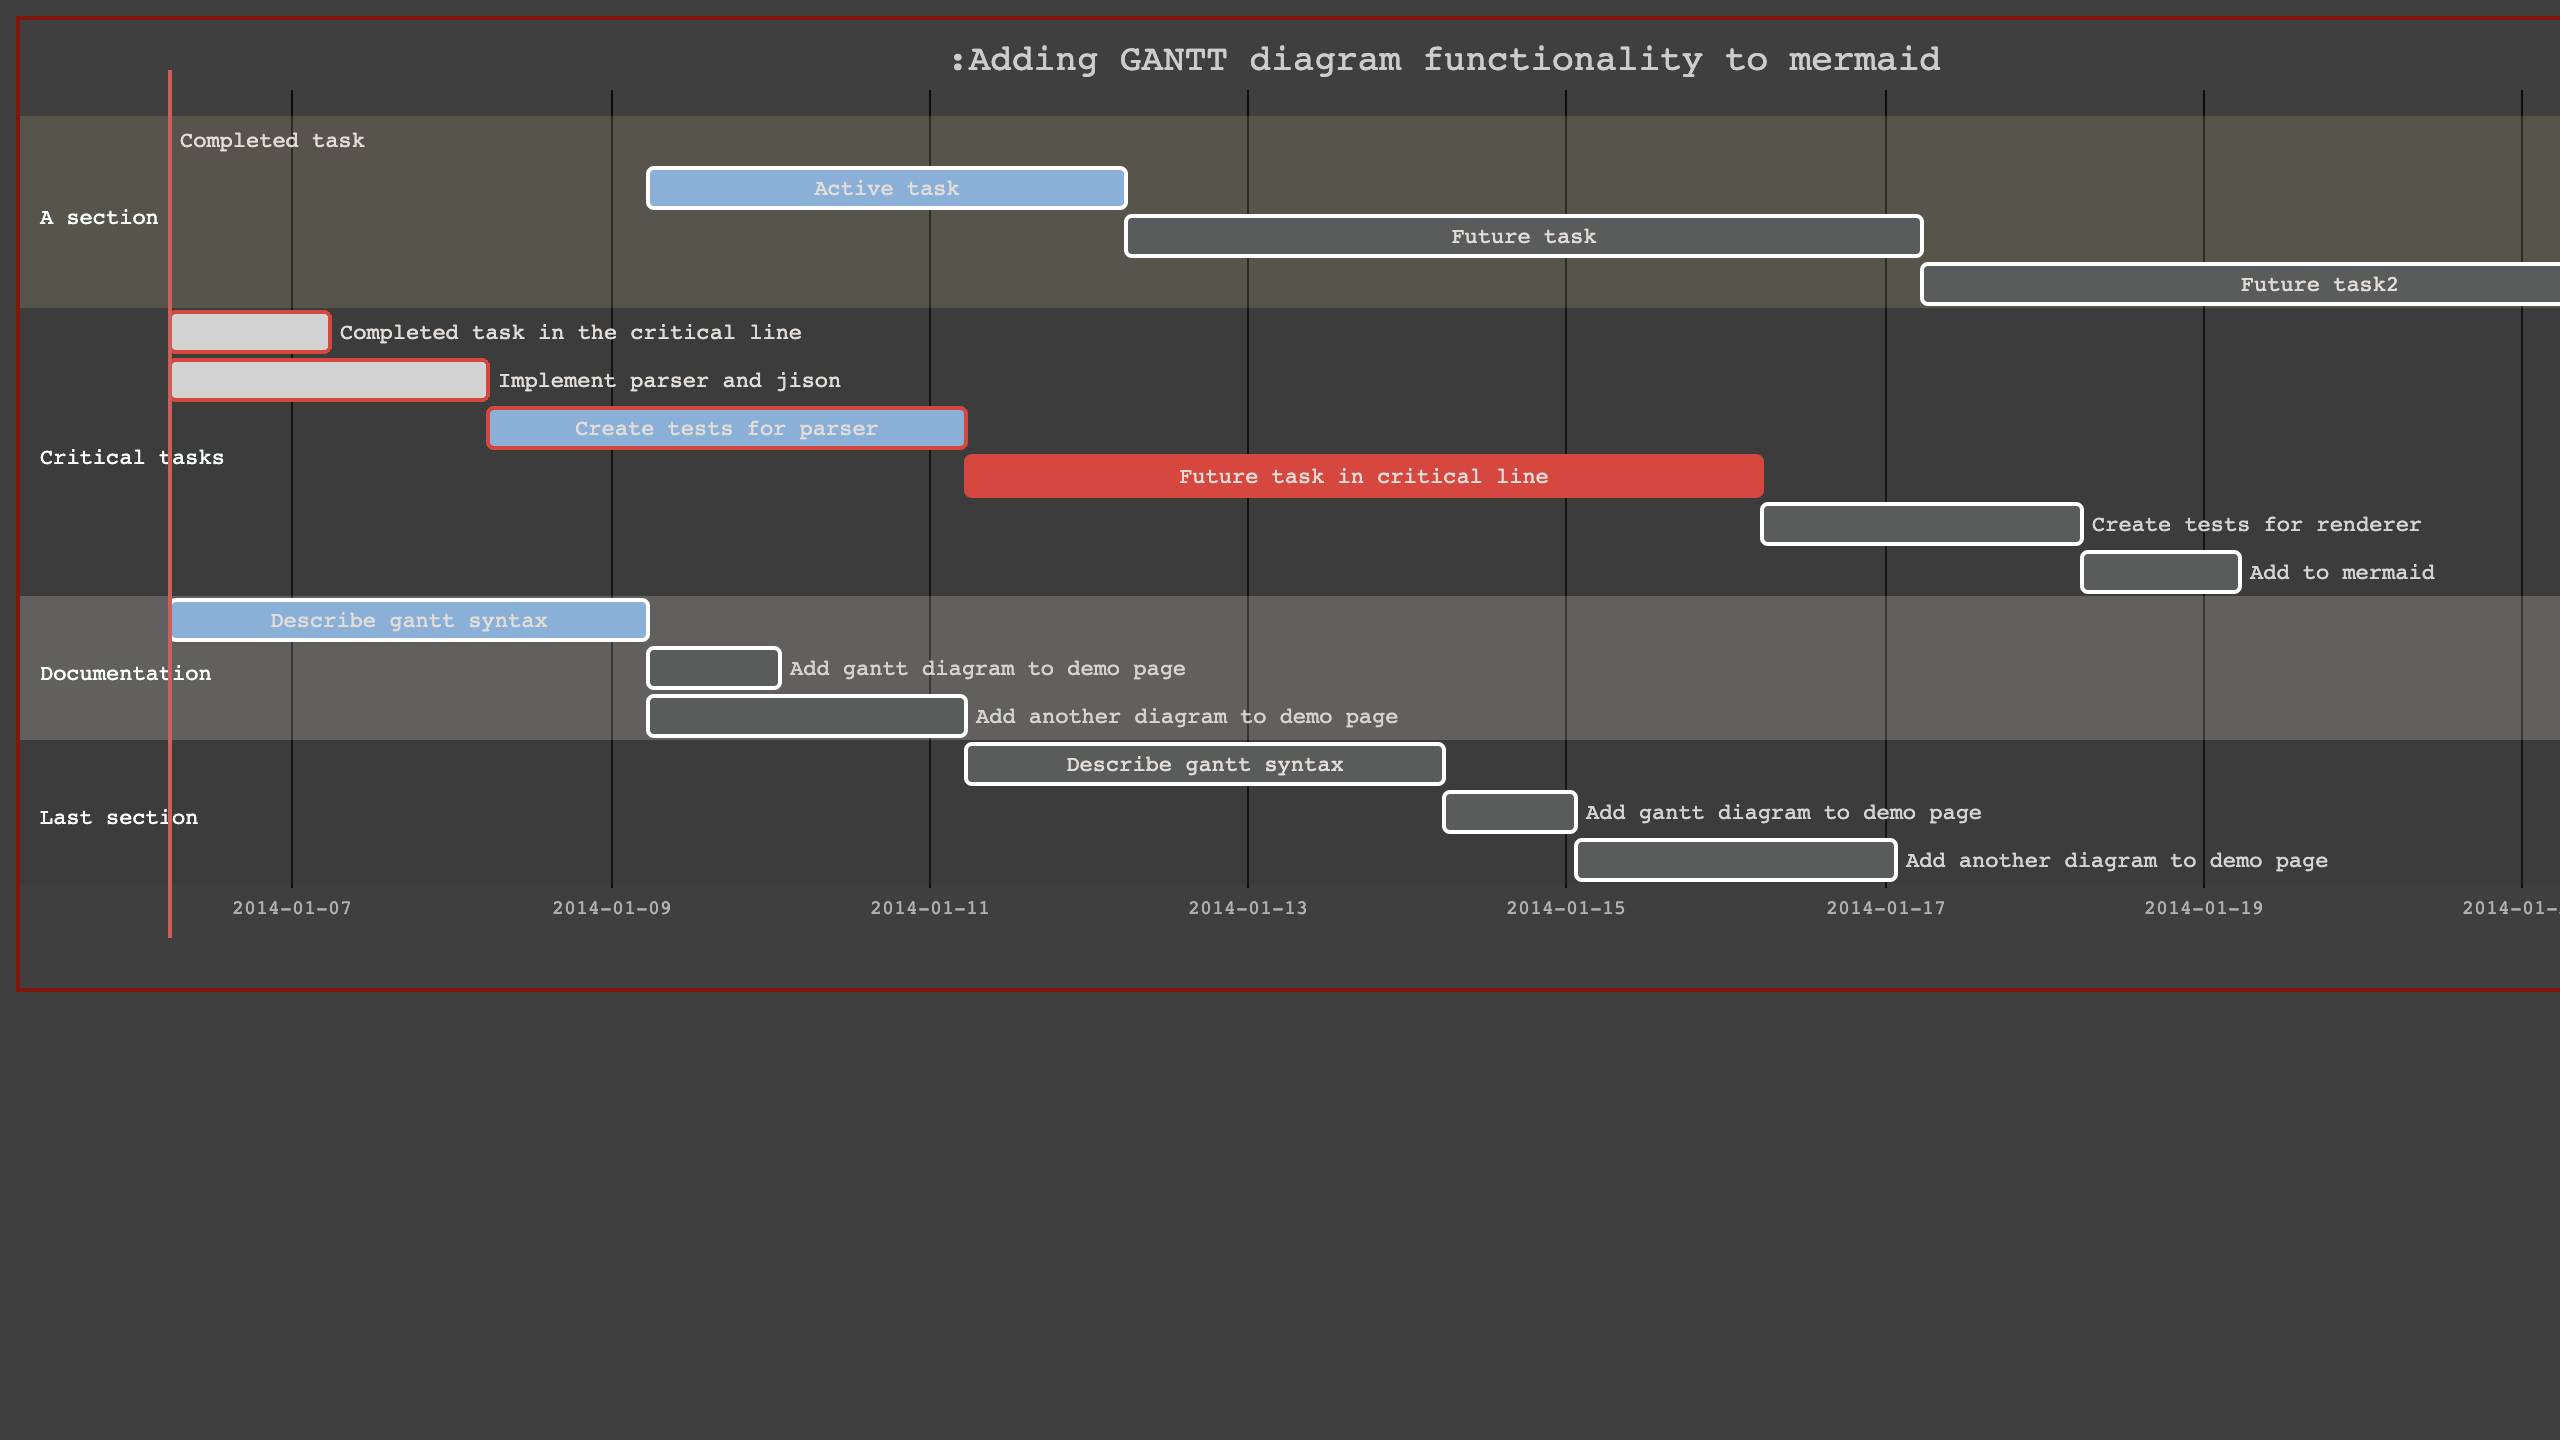 :Adding GANTT diagram functionality to mermaid
Completed task
Active task
A section
Future task
Future task2
Completed task in the critical line
Implement parser and jison
Create tests for parser
Critical tasks
Future task in critical line
Create tests for renderer
Add to mermaid
Describe gantt syntax
Add gantt diagram to demo page
Documentation
Add another diagram to demo page
Describe gantt syntax
Add gantt diagram to demo page
Last section
Add another diagram to demo page
2014-01-07 2014-01-09 2014-01-11 2014-01-13 2014-01-15 2014-01-17 2014-01-19 2014-01-